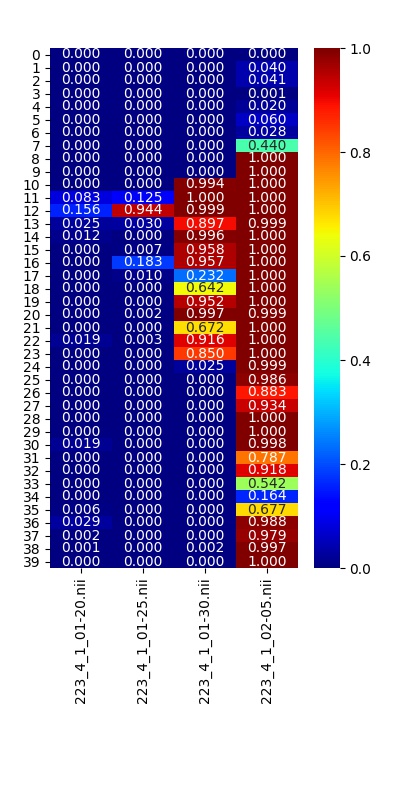 0 0.000 0.000 0.000 0.000
1 0.000 0.000 0.000 0.040
2 0.000 0.000 0.000 0.041
3 0.000 0.000 0.000 0.001
4 0.000 0.000 0.000 0.020
5 0.000 0.000 0.000 0.060
6 0.000 0.000 0.000 0.028
7 0.000 0.000 0.000 0.440
8 0.000 0.000 0.000 1.000
9 0.000 0.000 0.000 1.000
10 0.000 0.000 0.994 1.000
11 0.083 0.125 1.000 1.000
12 0.156 0.944 0.999 1.000
13 0.025 0.030 0.897 0.999
14 0.012 0.000 0.996 1.000
15 0.000 0.007 0.958 1.000
16 0.000 0.183 0.957 1.000
17 0.000 0.010 0.232 1.000
18 0.000 0.000 0.642 1.000
19 0.000 0.000 0.952 1.000
20 0.000 0.002 0.997 0.999
21 0.000 0.000 0.672 1.000
22 0.019 0.003 0.916 1.000
23 0.000 0.000 0.850 1.000
24 0.000 0.000 0.025 0.999
25 0.000 0.000 0.000 0.986
26 0.000 0.000 0.000 0.883
27 0.000 0.000 0.000 0.934
28 0.000 0.000 0.000 1.000
29 0.000 0.000 0.000 1.000
30 0.019 0.000 0.000 0.998
31 0.000 0.000 0.000 0.787
32 0.000 0.000 0.000 0.918
33 0.000 0.000 0.000 0.542
34 0.000 0.000 0.000 0.164
35 0.006 0.000 0.000 0.677
36 0.029 0.000 0.000 0.988
37 0.002 0.000 0.000 0.979
38 0.001 0.000 0.002 0.997
39 0.000 0.000 0.000 1.000
223_4_1_01-20.nii
223_4_1_01-25.nii
223_4_1_01-30.nii
223_4_1_02-05.nii
1.0
0.8
0.6
0.4
0.2
0.0